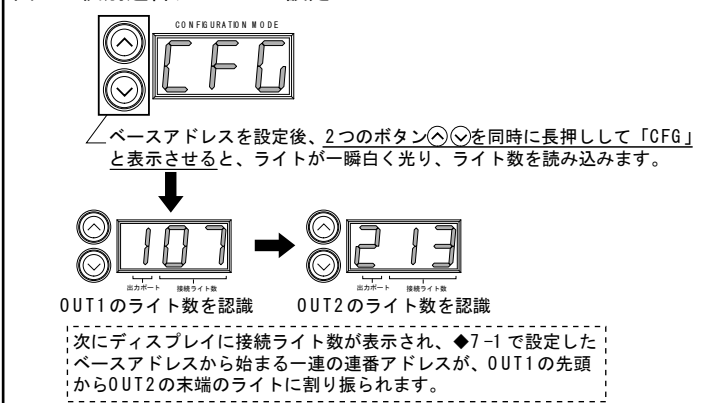 CONFIGURATION MODE
CFG
ベースアドレスを設定後、2つのボタンを同時に長押しして「CFG」
と表示させると、ライトが一瞬白く光り、ライト数を読み込みます。
107
213
出力ポート 接続ライト数
出力ポート 接続ライト数
OUT1のライト数を認識
OUT2のライト数を認識
次にディスプレイに接続ライト数が表示され、◆7-1で設定した
ベースアドレスから始まる一連の連番アドレスが、OUT1の先頭
からOUT2の末端のライトに割り振られます。